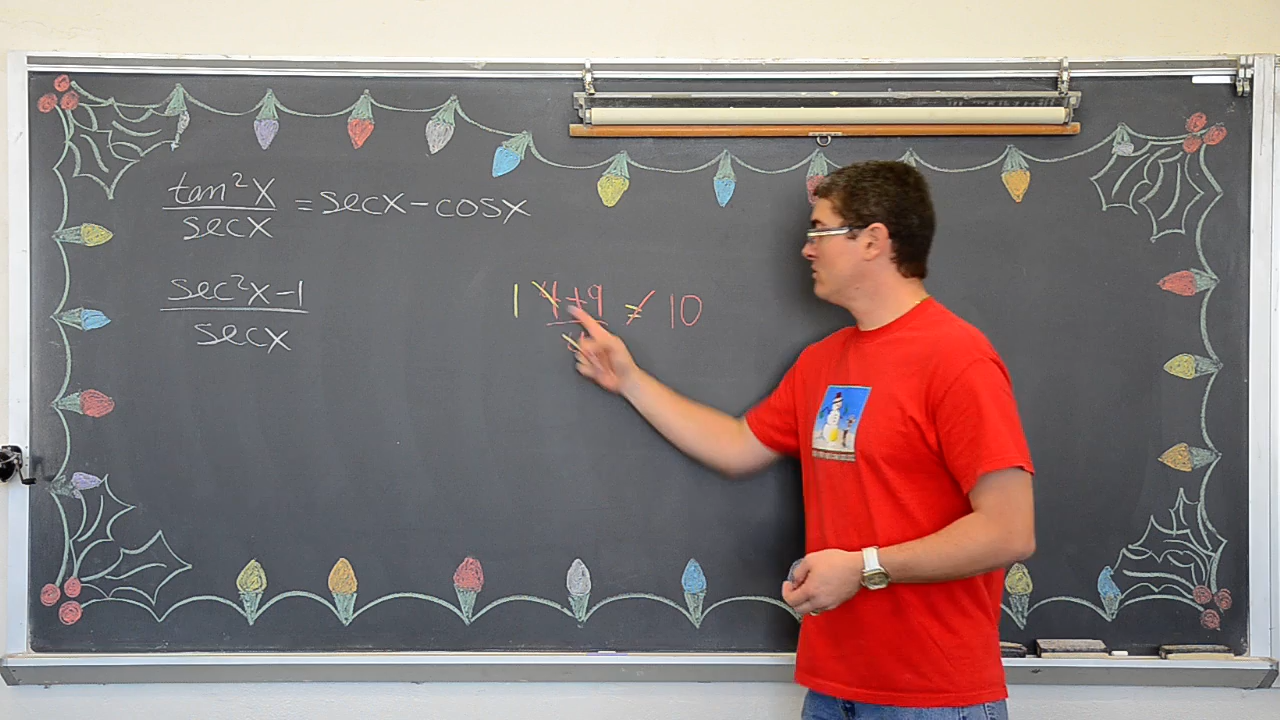 tan²x
secx = secx - cosx
sec²x - 1
secx
1 4+9 ≠ 10